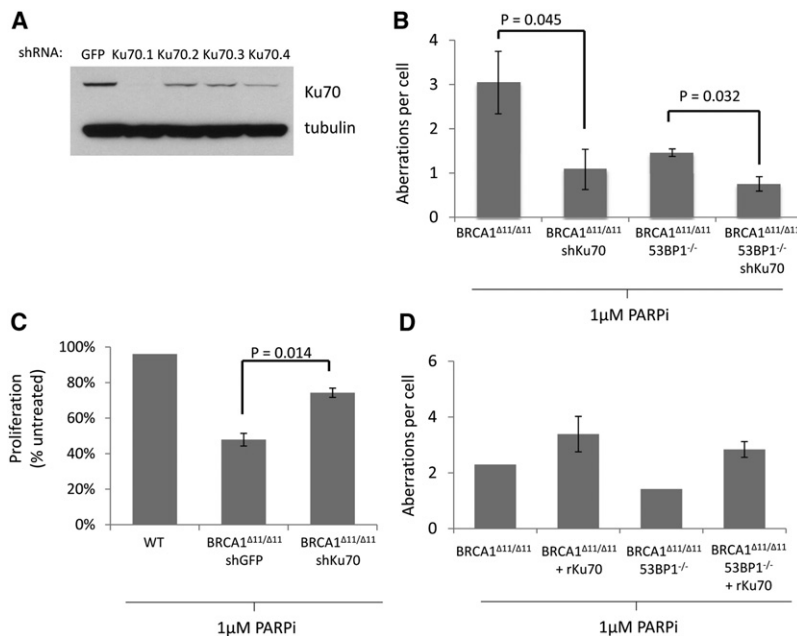 A
shRNA: GFP Ku70.1 Ku70.2 Ku70.3 Ku70.4
Ku70
tubulin
B
P = 0.045
P = 0.032
Aberrations per cell
4
3
2
1
0
BRCA1Δ11/Δ11
BRCA1Δ11/Δ11
shKu70
BRCA1Δ11/Δ11
53BP1-/-
BRCA1Δ11/Δ11
53BP1-/-
shKu70
1μM PARPi
C
P = 0.014
Proliferation
(% untreated)
100%
80%
60%
40%
20%
0%
WT
BRCA1Δ11/Δ11
shGFP
BRCA1Δ11/Δ11
shKu70
1μM PARPi
D
Aberrations per cell
6
4
2
0
BRCA1Δ11/Δ11
BRCA1Δ11/Δ11
+ rKu70
BRCA1Δ11/Δ11
53BP1-/-
BRCA1Δ11/Δ11
53BP1-/-
+ rKu70
1μM PARPi